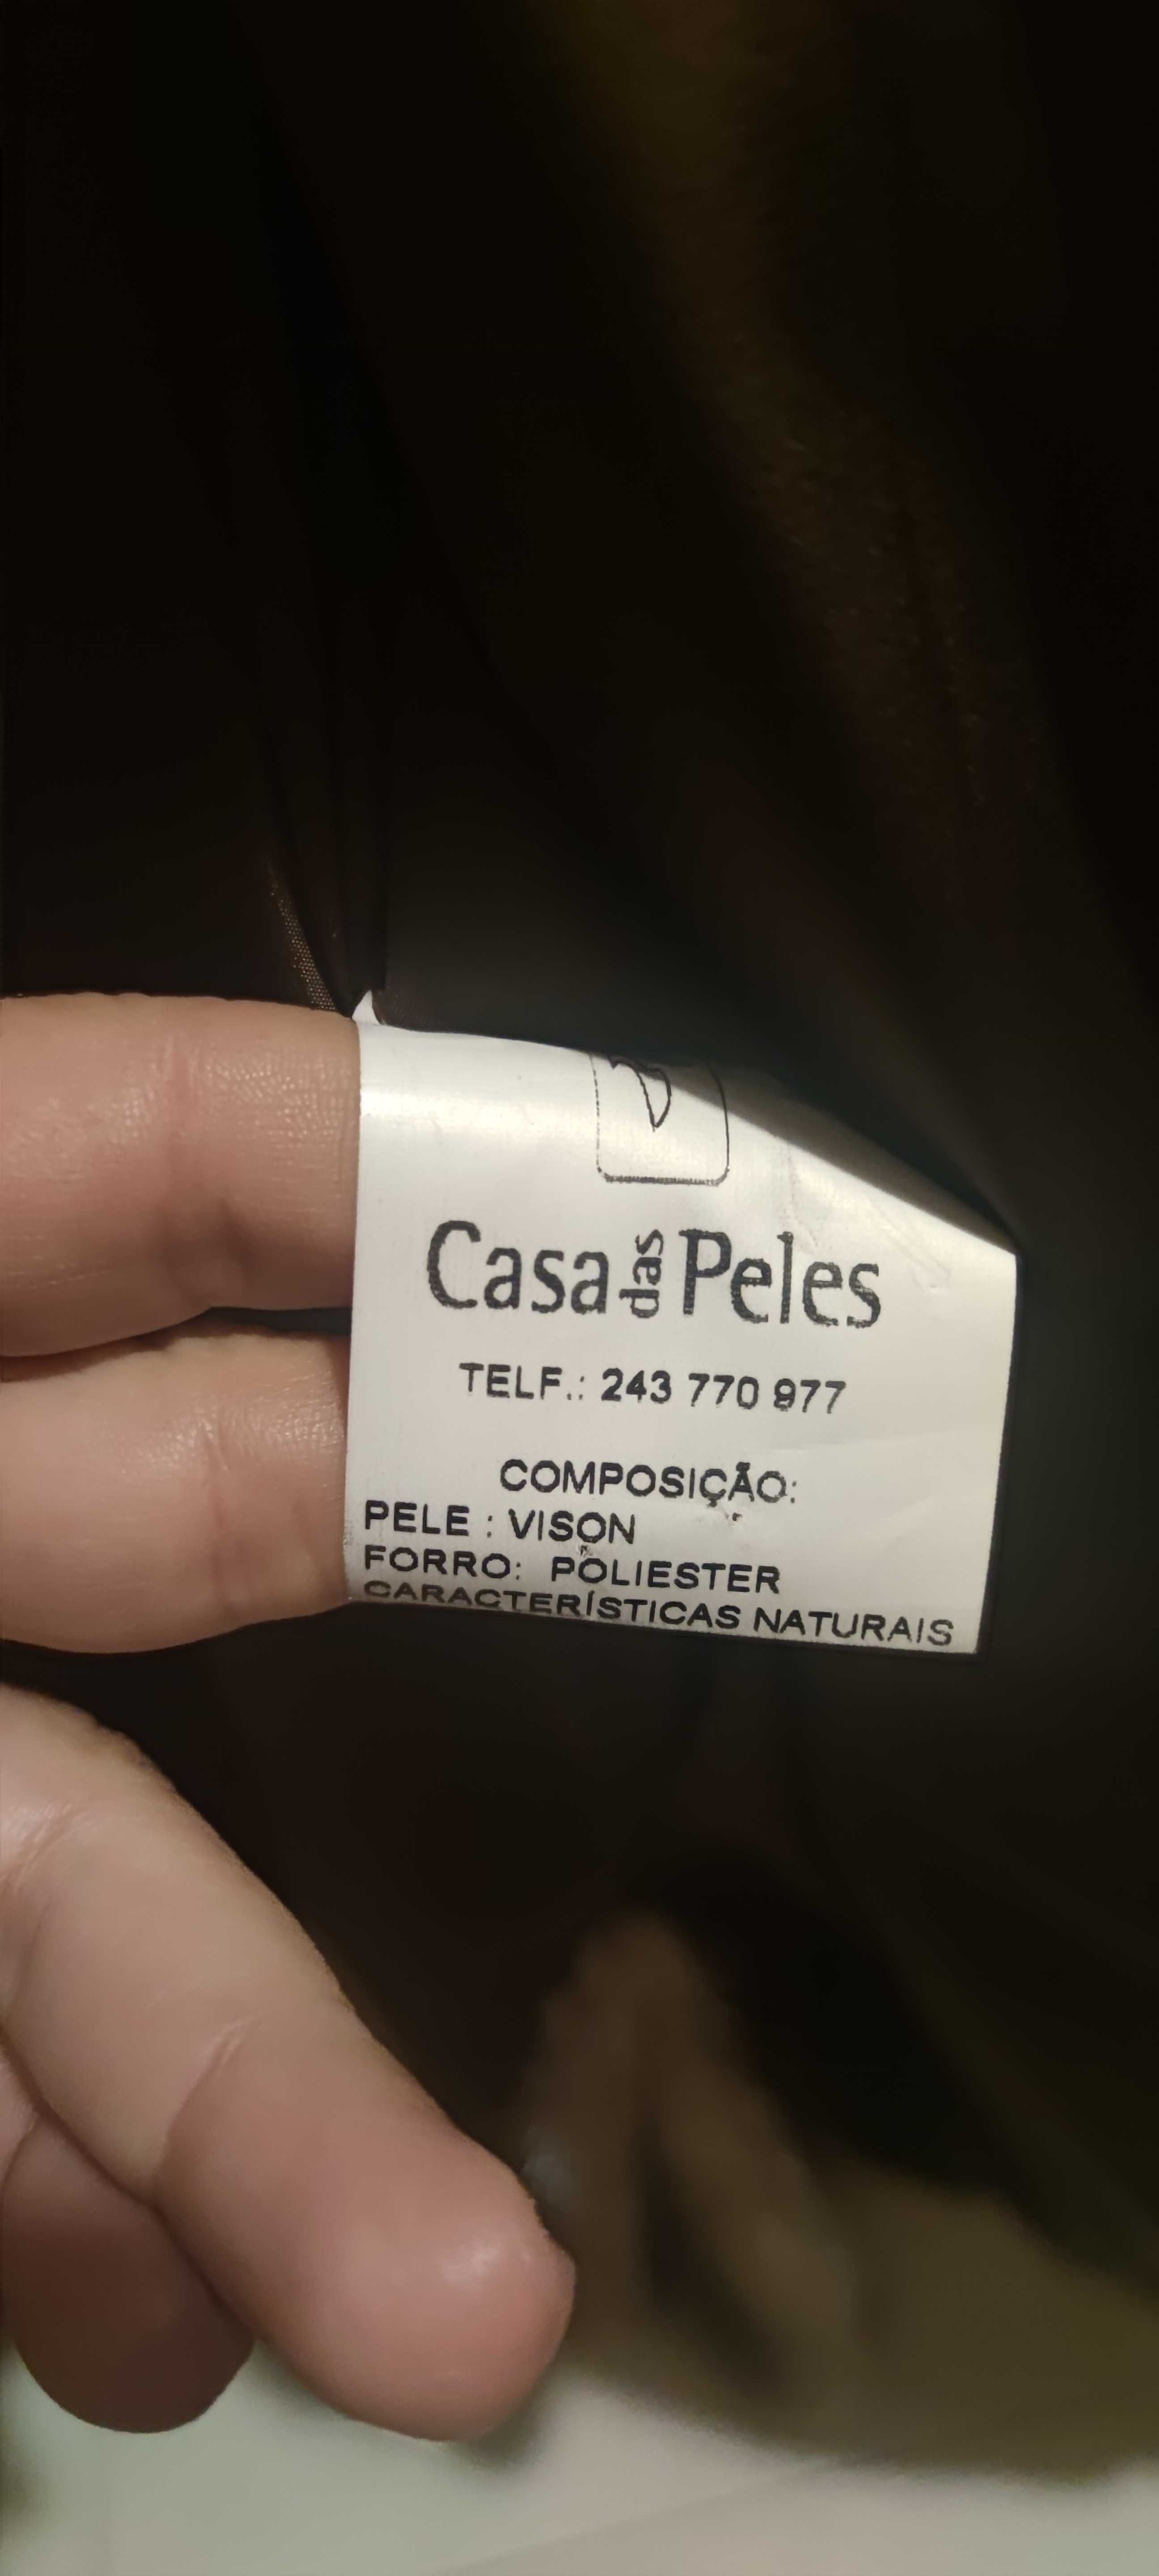 Casa das Peles
TELF.: 243 770 977
COMPOSIÇÃO:
PELE : VISON
FORRO: POLIESTER
CARACTERÍSTICAS NATURAIS